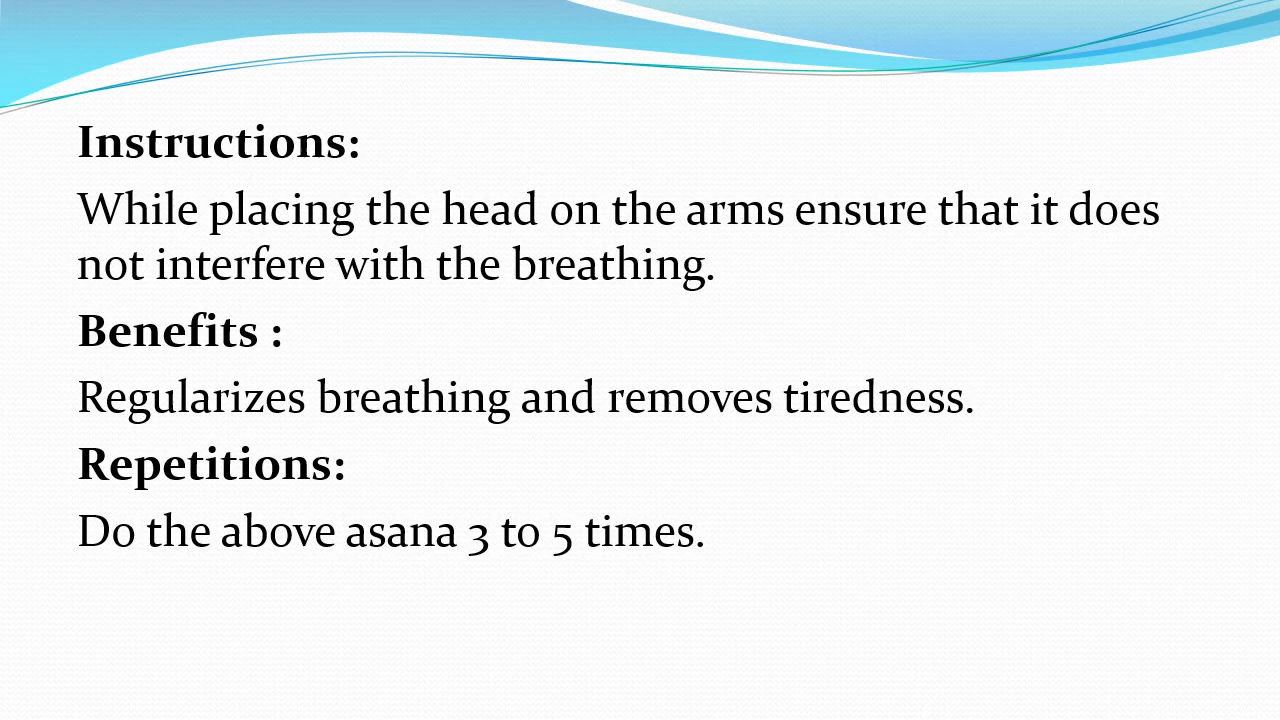 Instructions:
While placing the head on the arms ensure that it does
not interfere with the breathing.
Benefits :
Regularizes breathing and removes tiredness.
Repetitions:
Do the above asana 3 to 5 times.